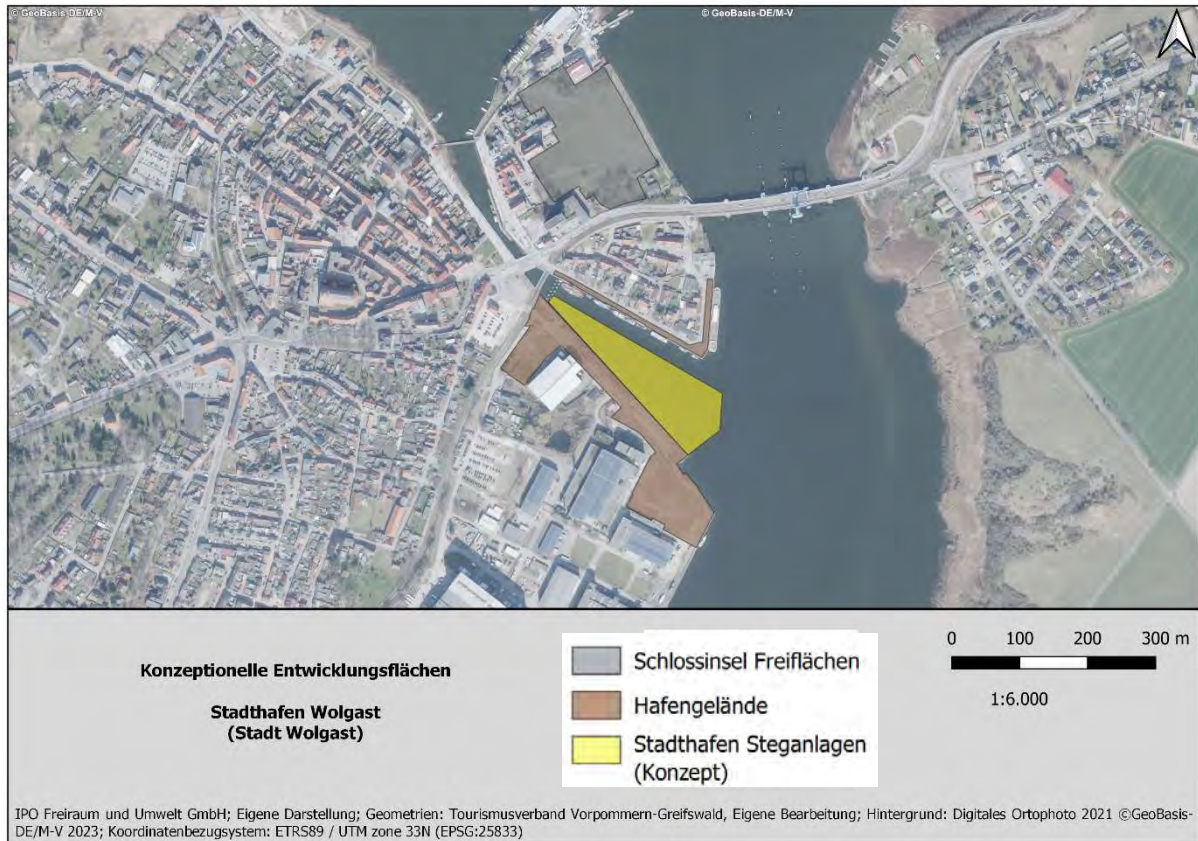 © GeoBasis-DE/M-V
© GeoBasis-DE/M-V
Konzeptionelle Entwicklungsflächen
Stadthafen Wolgast
(Stadt Wolgast)
Schlossinsel Freiflächen
Hafengelände
Stadthafen Steganlagen
(Konzept)
0 100 200 300 m
1:6.000
IPO Freiraum und Umwelt GmbH; Eigene Darstellung; Geometrien: Tourismusverband Vorpommern-Greifswald, Eigene Bearbeitung; Hintergrund: Digitales Ortophoto 2021 ©GeoBasis-
DE/M-V 2023; Koordinatenbezugsystem: ETRS89 / UTM zone 33N (EPSG:25833)